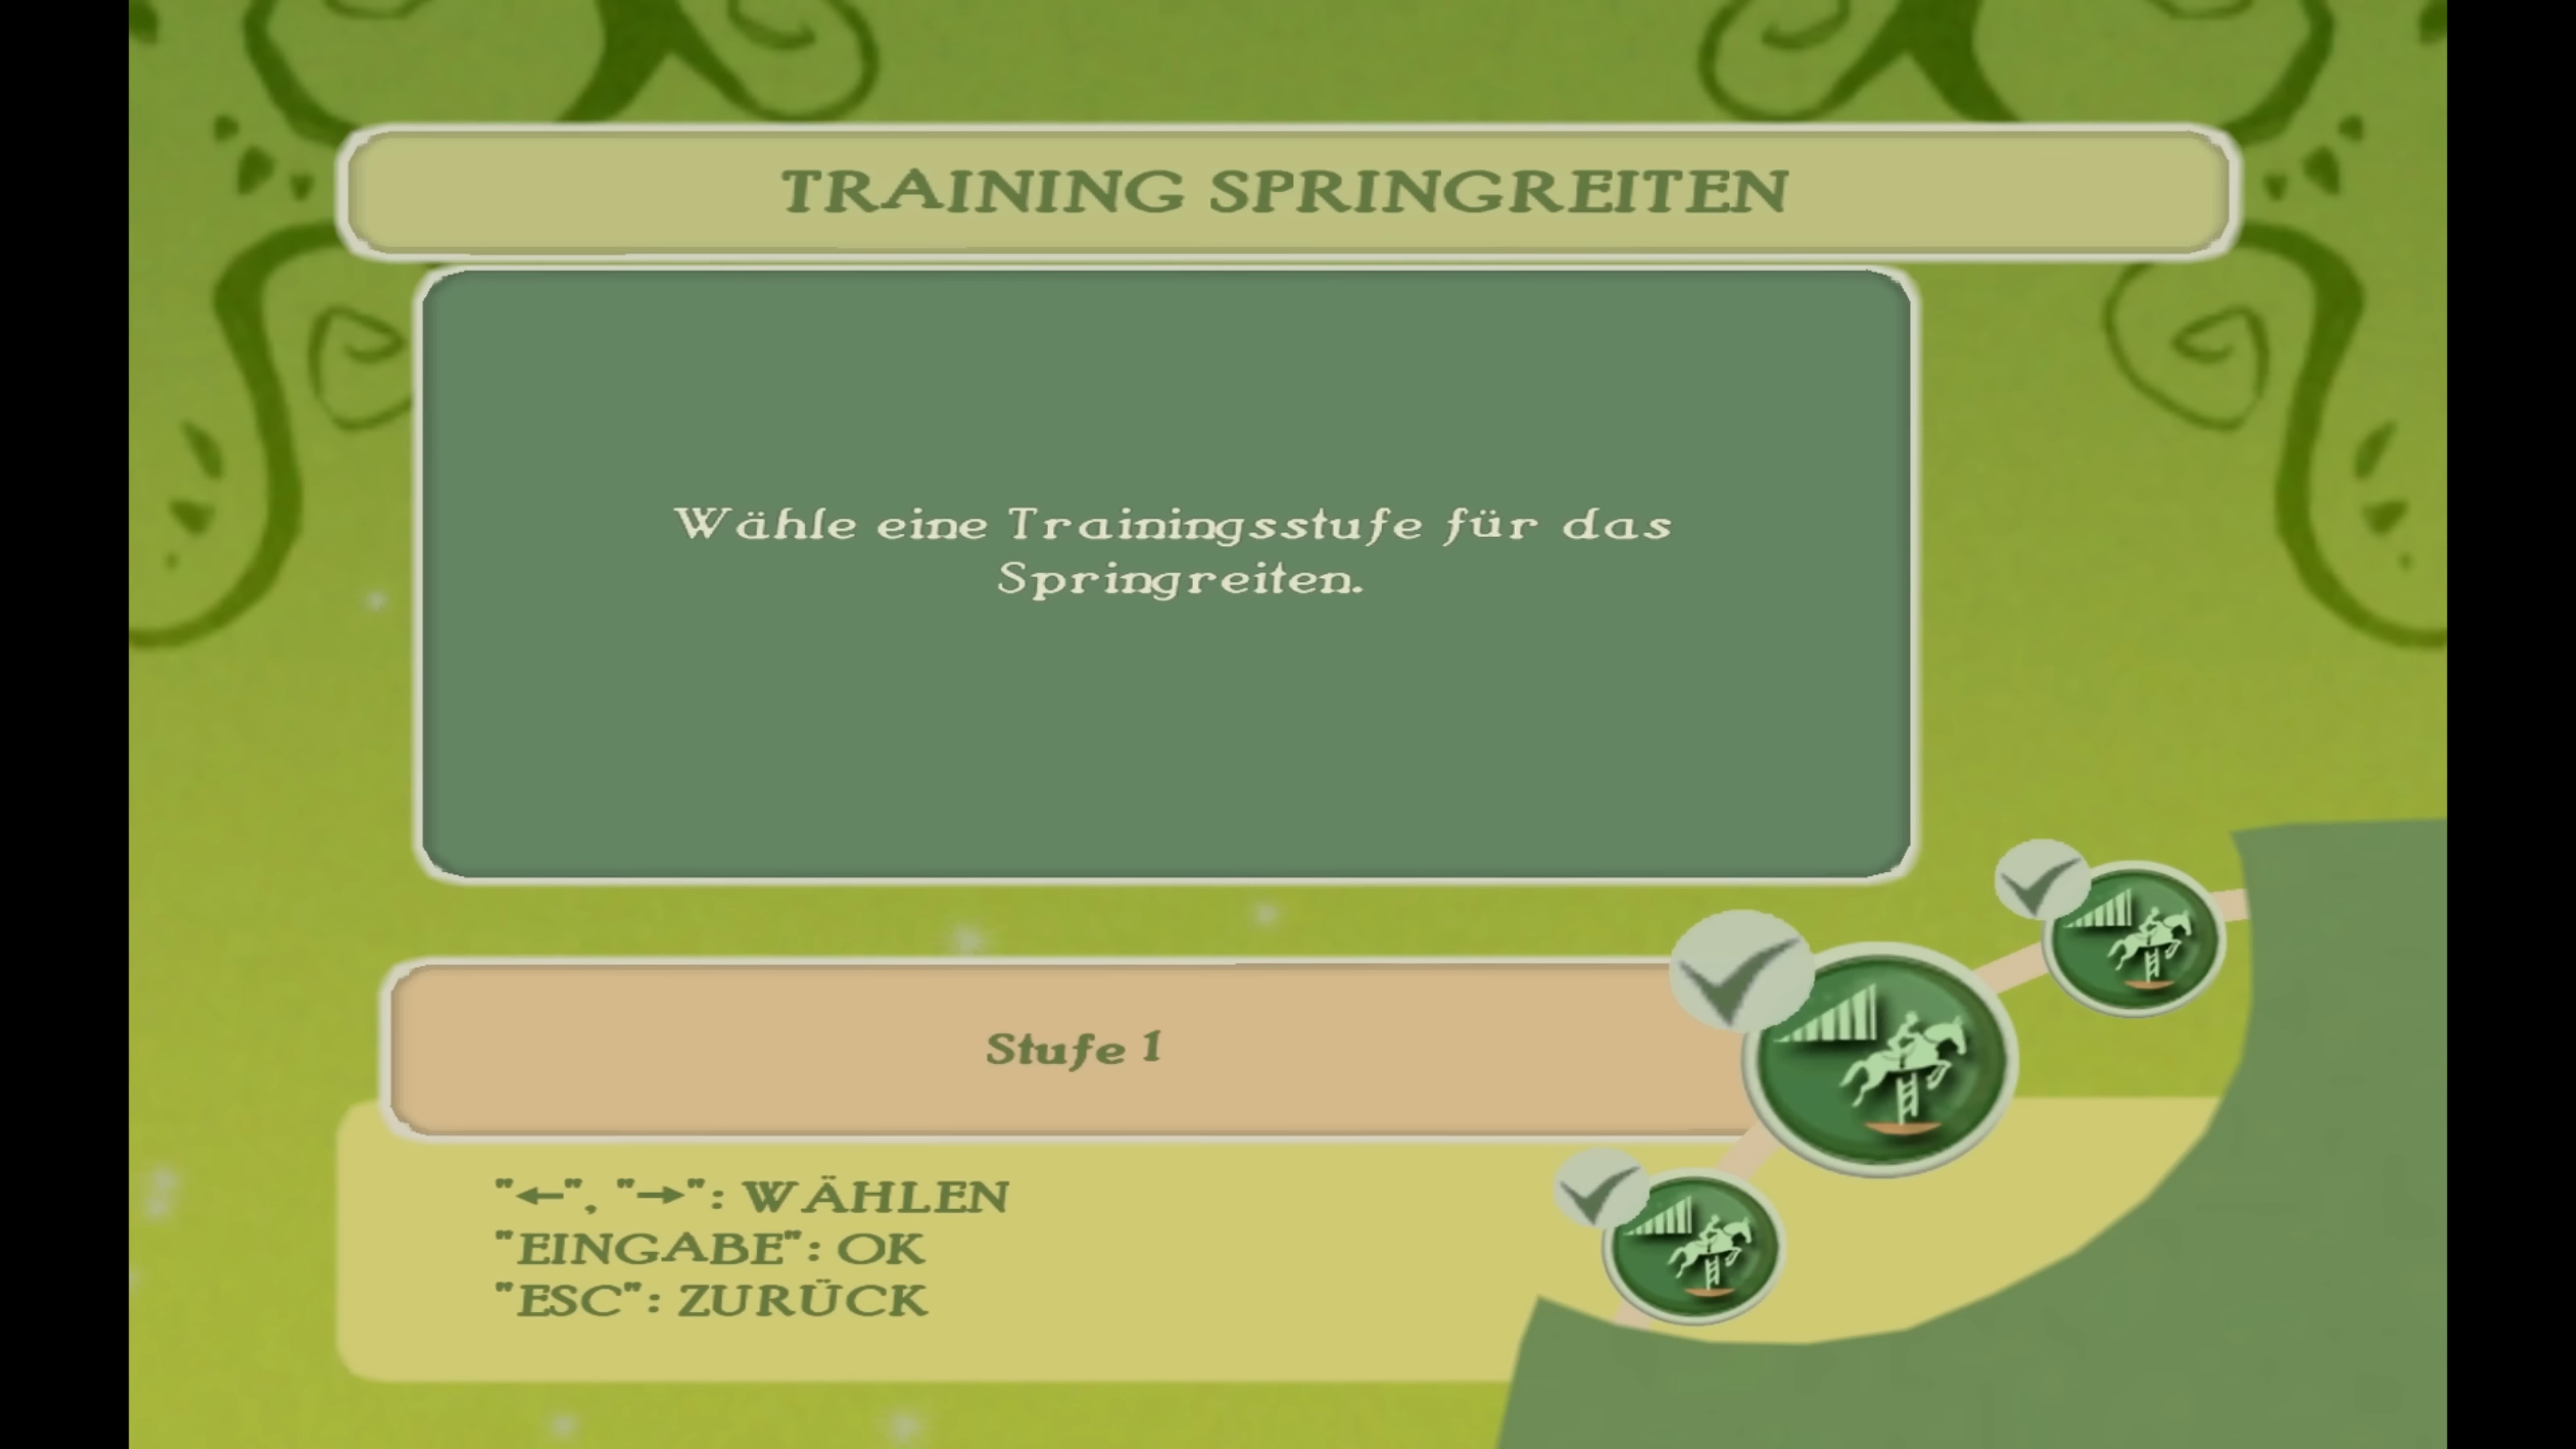 TRAINING SPRINGREITEN
Wähle eine Trainingsstufe für das
Springreiten.
Stufe 1
"←", "→": WÄHLEN
"EINGABE": OK
"ESC": ZURÜCK